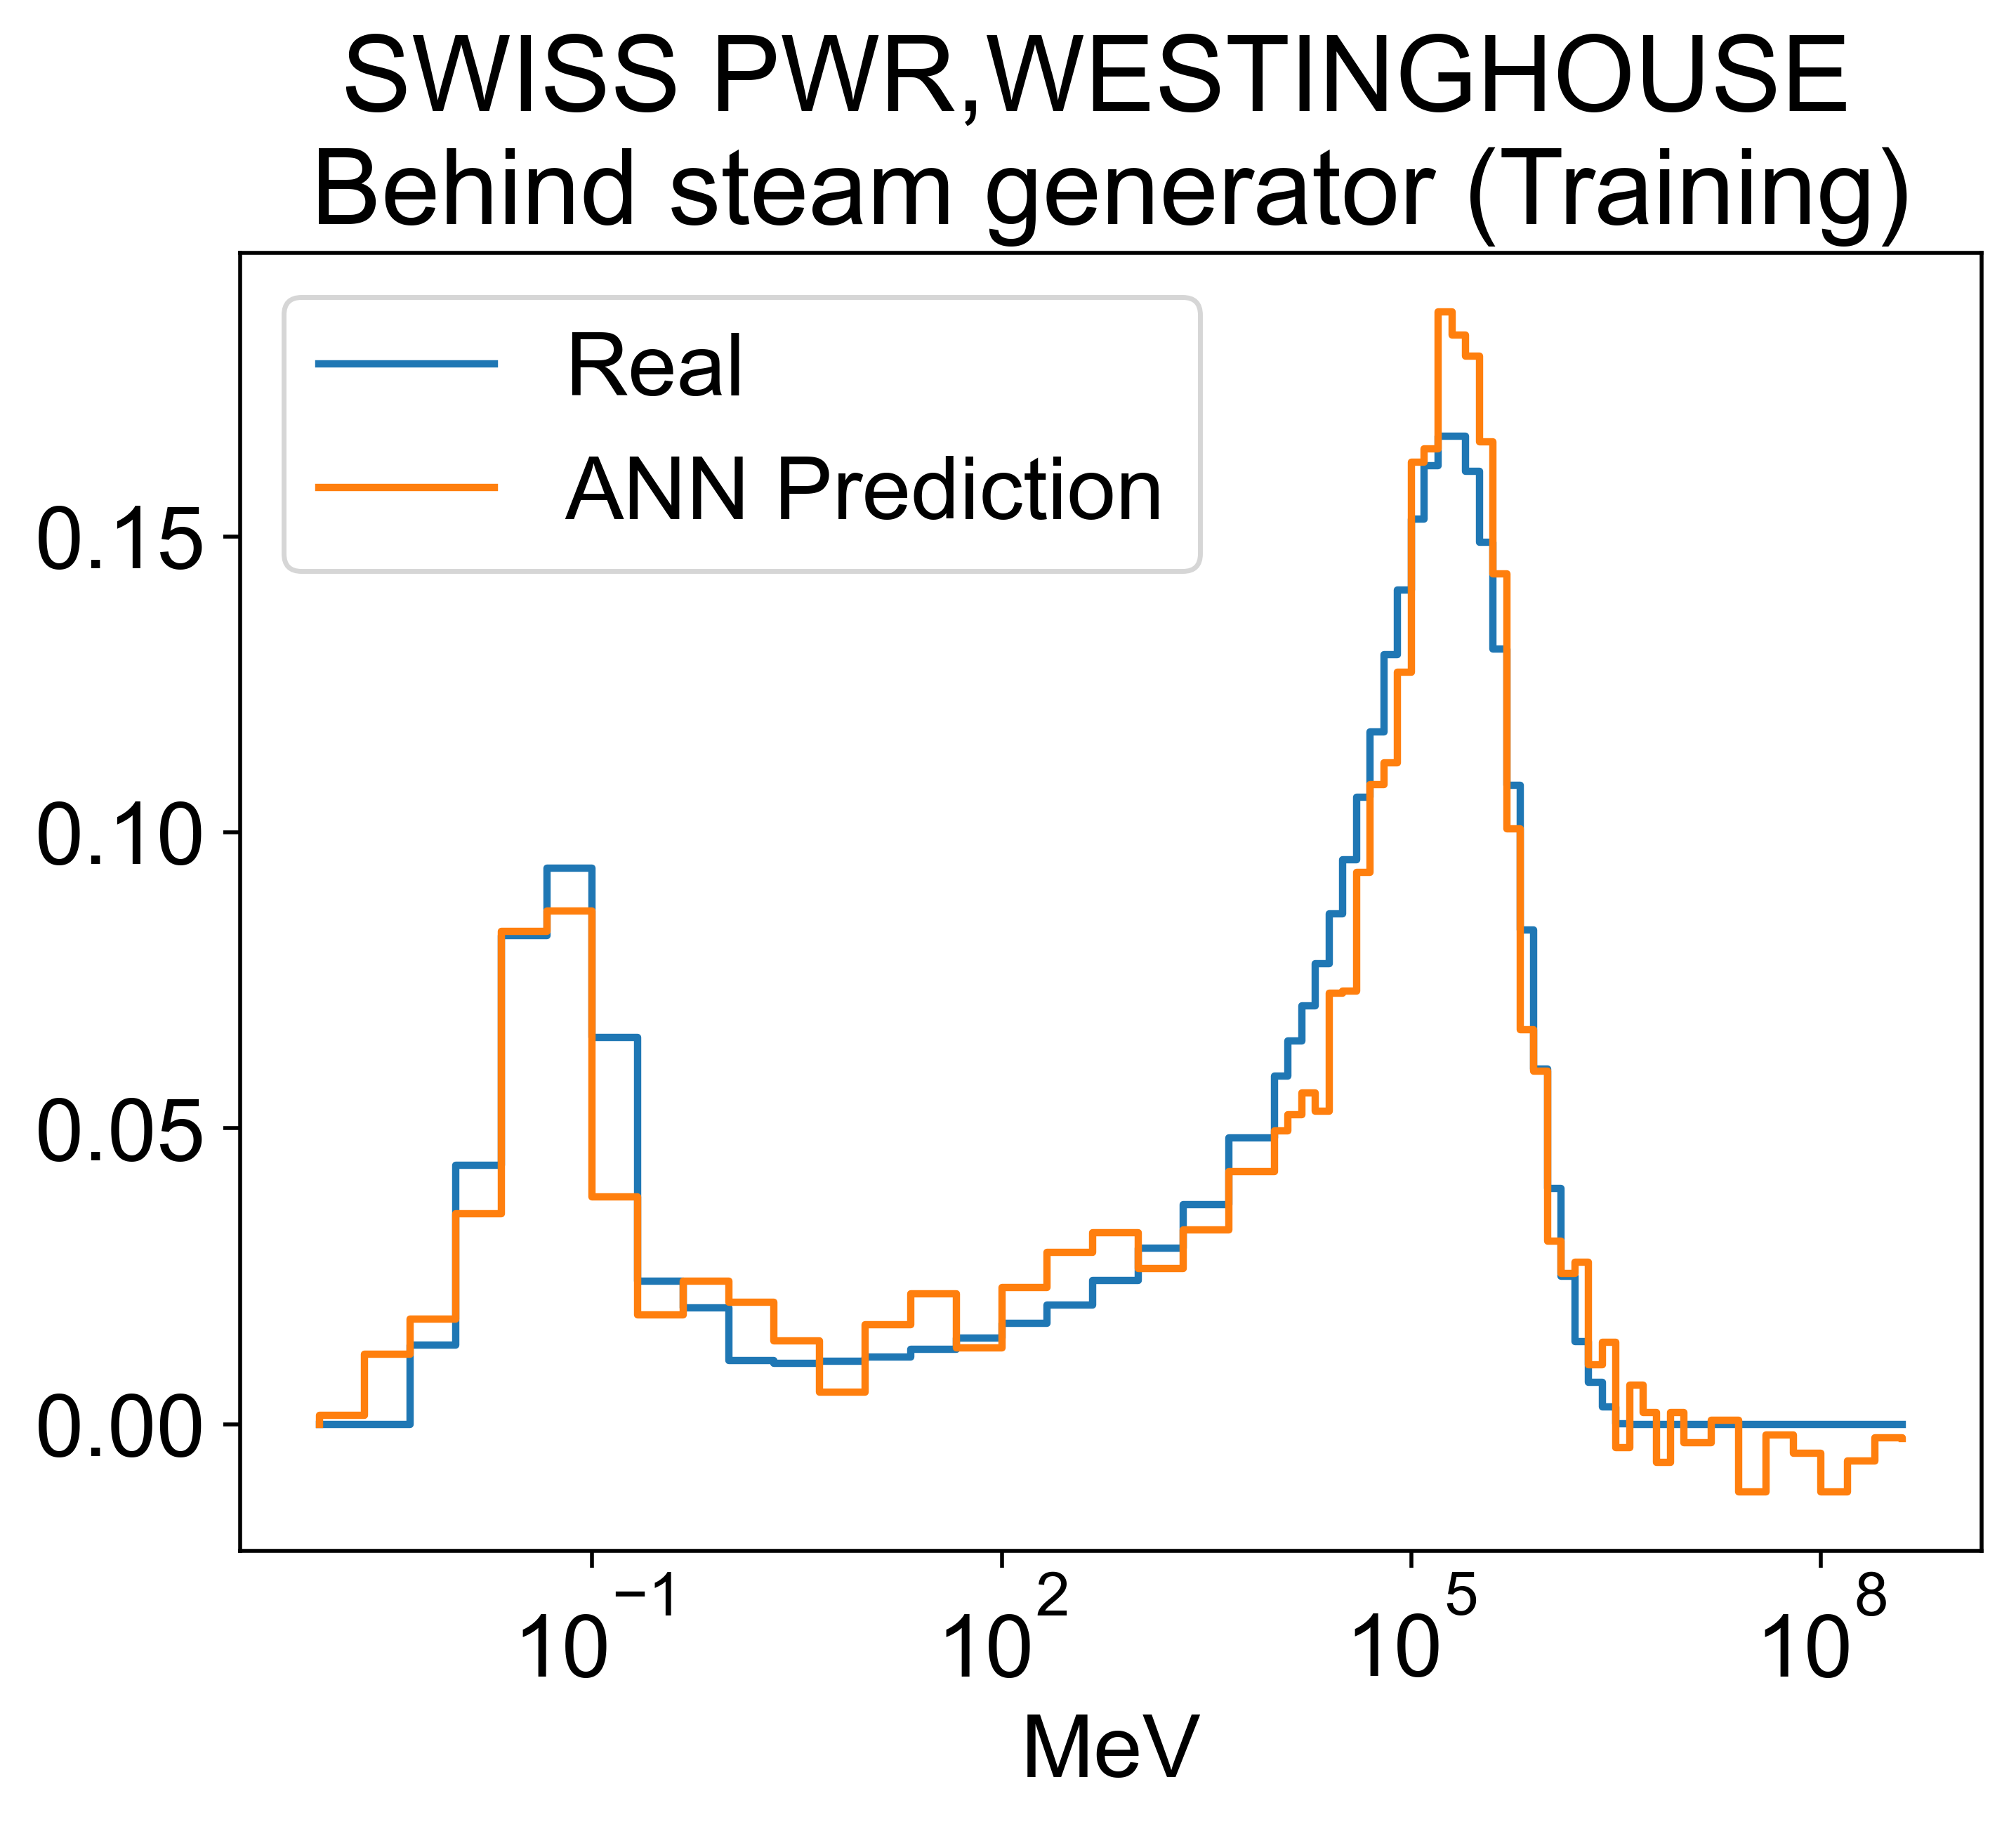 SWISS PWR,WESTINGHOUSE
Behind steam generator (Training)
Real
ANN Prediction
0.15
0.10
0.05
0.00
10⁻¹ 10² 10⁵ 10⁸
MeV